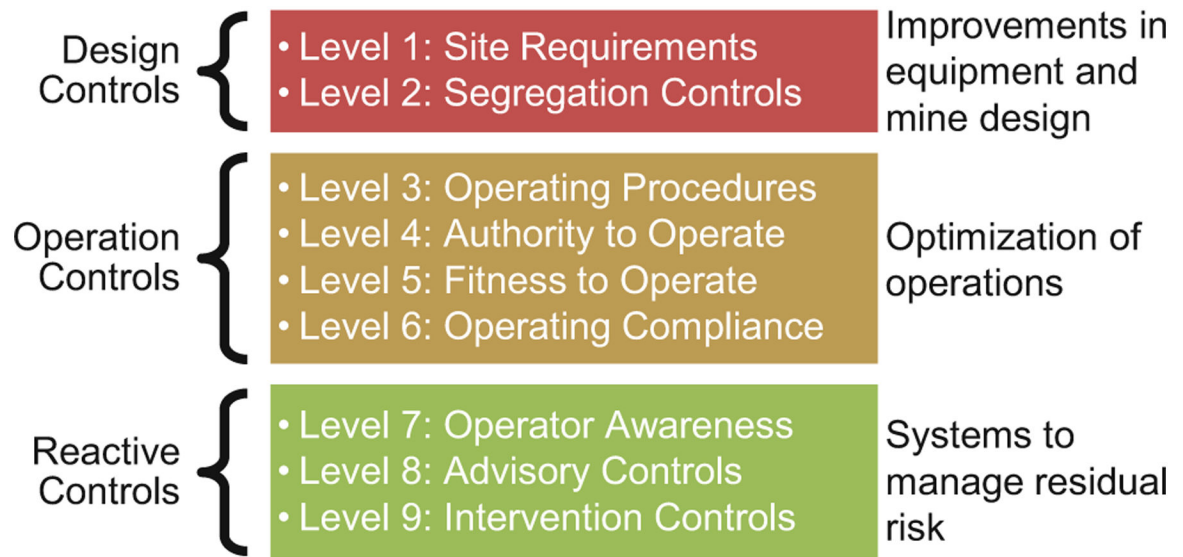 Design
Controls
• Level 1: Site Requirements
• Level 2: Segregation Controls
Improvements in
equipment and
mine design
Operation
Controls
• Level 3: Operating Procedures
• Level 4: Authority to Operate
• Level 5: Fitness to Operate
• Level 6: Operating Compliance
Optimization of
operations
Reactive
Controls
• Level 7: Operator Awareness
• Level 8: Advisory Controls
• Level 9: Intervention Controls
Systems to
manage residual
risk